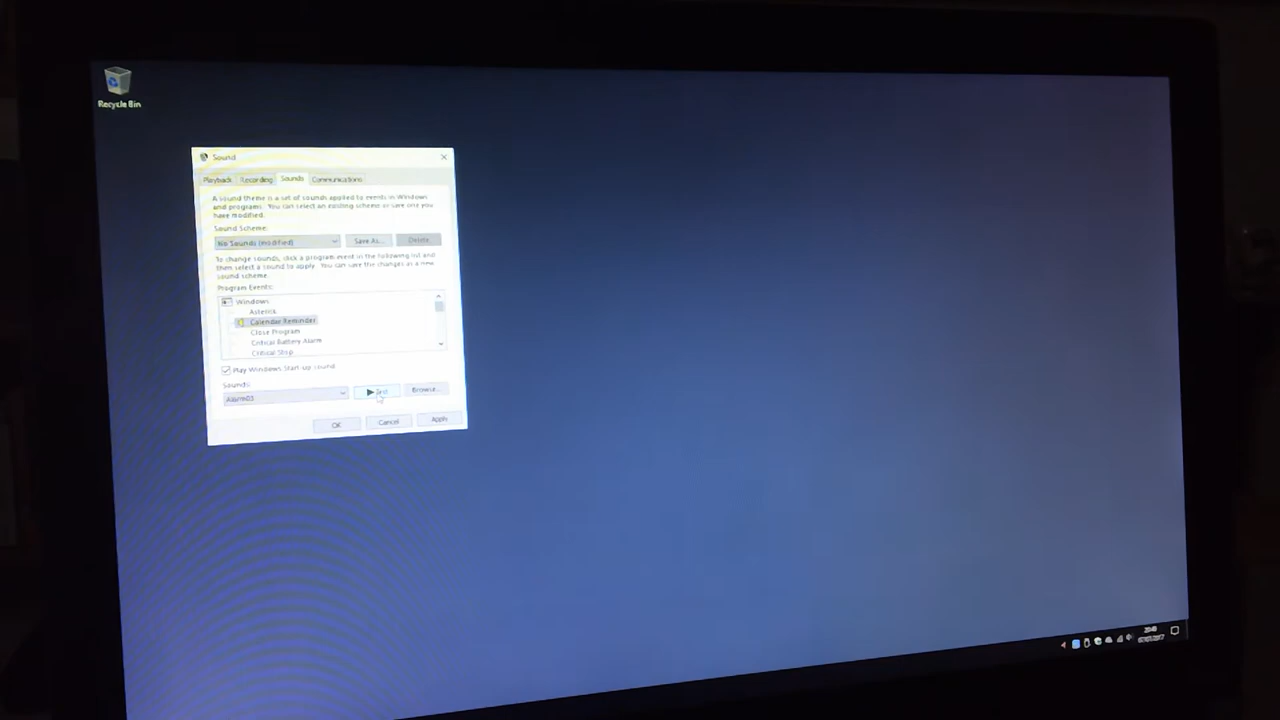 Recycle Bin
Sound
Playback Recording Sounds Communications
A sound theme is a set of sounds applied to events in Windows
and programs. You can select an existing scheme or save one you
have modified.
Sound Scheme:
No Sounds (modified) Save As... Delete
To change sounds, click a program event in the following list and
then select a sound to apply. You can save the changes as a new
sound scheme.
Program Events:
Windows
Asterisk
Calendar Reminder
Close Program
Critical Battery Alarm
Critical Stop
Play Windows Start-up sound
Sounds:
Alarm03 Test Browse...
OK Cancel Apply